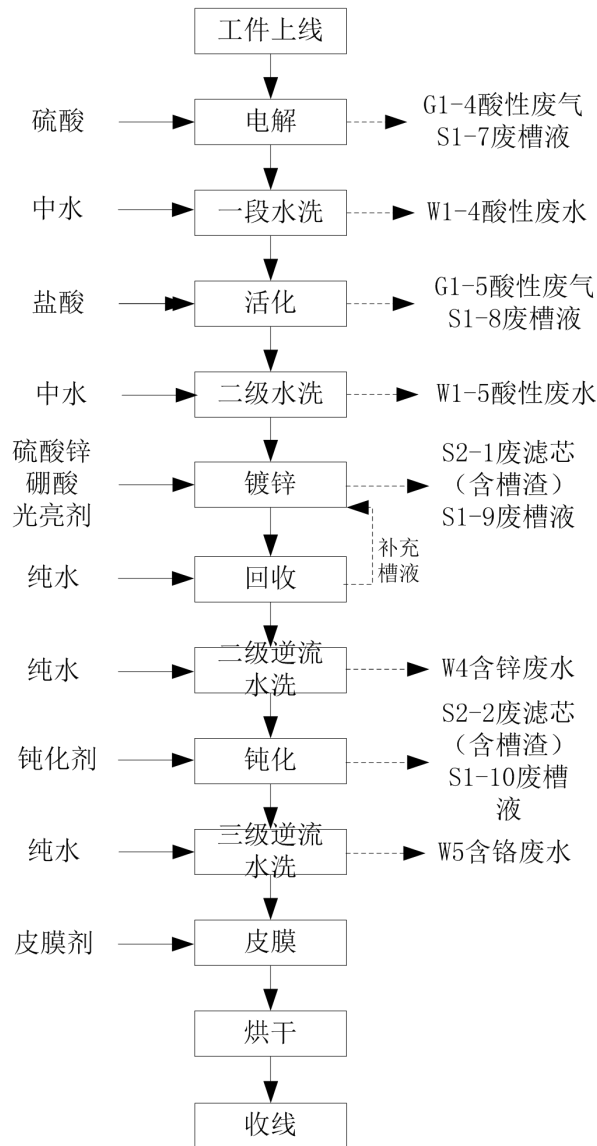 工件上线
硫酸
电解
G1-4酸性废气
S1-7废槽液
中水
一段水洗
W1-4酸性废水
盐酸
活化
G1-5酸性废气
S1-8废槽液
中水
二级水洗
W1-5酸性废水
硫酸锌
硼酸
光亮剂
镀锌
S2-1废滤芯
（含槽渣）
S1-9废槽液
补充
槽液
纯水
回收
纯水
二级逆流
水洗
W4含锌废水
钝化剂
钝化
S2-2废滤芯
（含槽渣）
S1-10废槽
液
纯水
三级逆流
水洗
W5含铬废水
皮膜剂
皮膜
烘干
收线